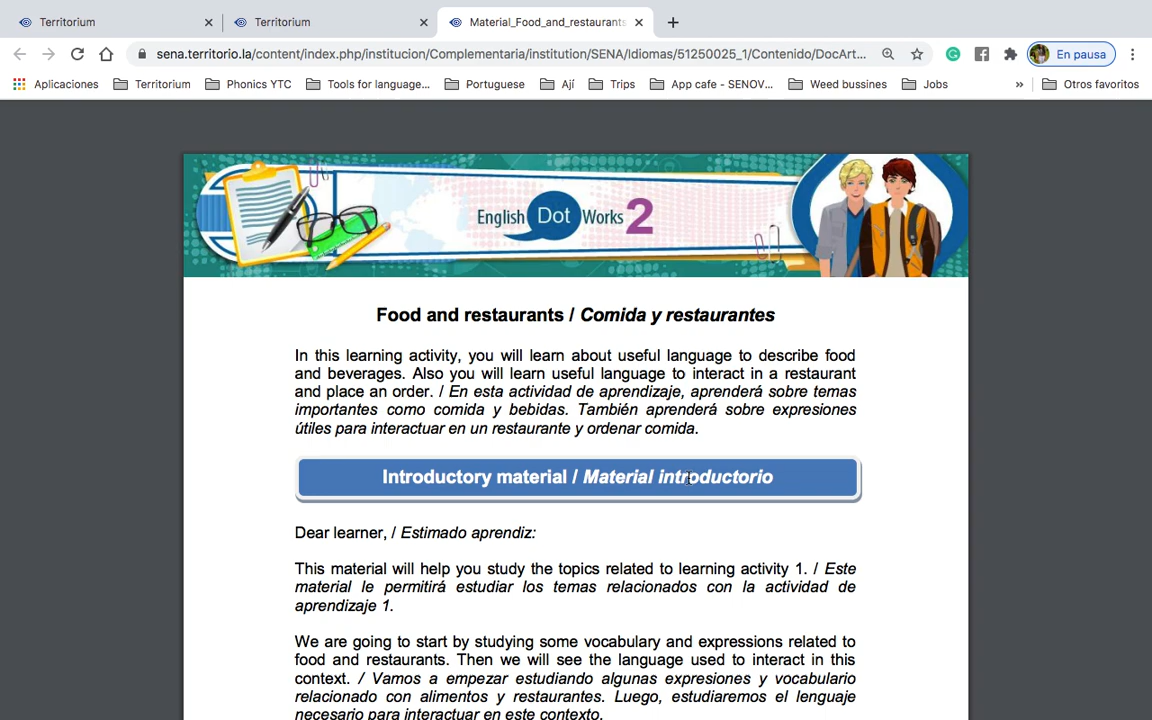 Territorium
Territorium
Material_Food_and_restaurants
sena.territorio.la/content/index.php/institucion/Complementaria/institution/SENA/Idiomas/51250025_1/Contenido/DocArt...
En pausa
Aplicaciones
Territorium
Phonics YTC
Tools for language...
Portuguese
Ají
Trips
App cafe - SENOV...
Weed bussines
Jobs
»
Otros favoritos
English Dot Works 2
Food and restaurants / Comida y restaurantes
In this learning activity, you will learn about useful language to describe food
and beverages. Also you will learn useful language to interact in a restaurant
and place an order. / En esta actividad de aprendizaje, aprenderá sobre temas
importantes como comida y bebidas. También aprenderá sobre expresiones
útiles para interactuar en un restaurante y ordenar comida.
Introductory material / Material introductorio
Dear learner, / Estimado aprendiz:
This material will help you study the topics related to learning activity 1. / Este
material le permitirá estudiar los temas relacionados con la actividad de
aprendizaje 1.
We are going to start by studying some vocabulary and expressions related to
food and restaurants. Then we will see the language used to interact in this
context. / Vamos a empezar estudiando algunas expresiones y vocabulario
relacionado con alimentos y restaurantes. Luego, estudiaremos el lenguaje
necesario para interactuar en este contexto.